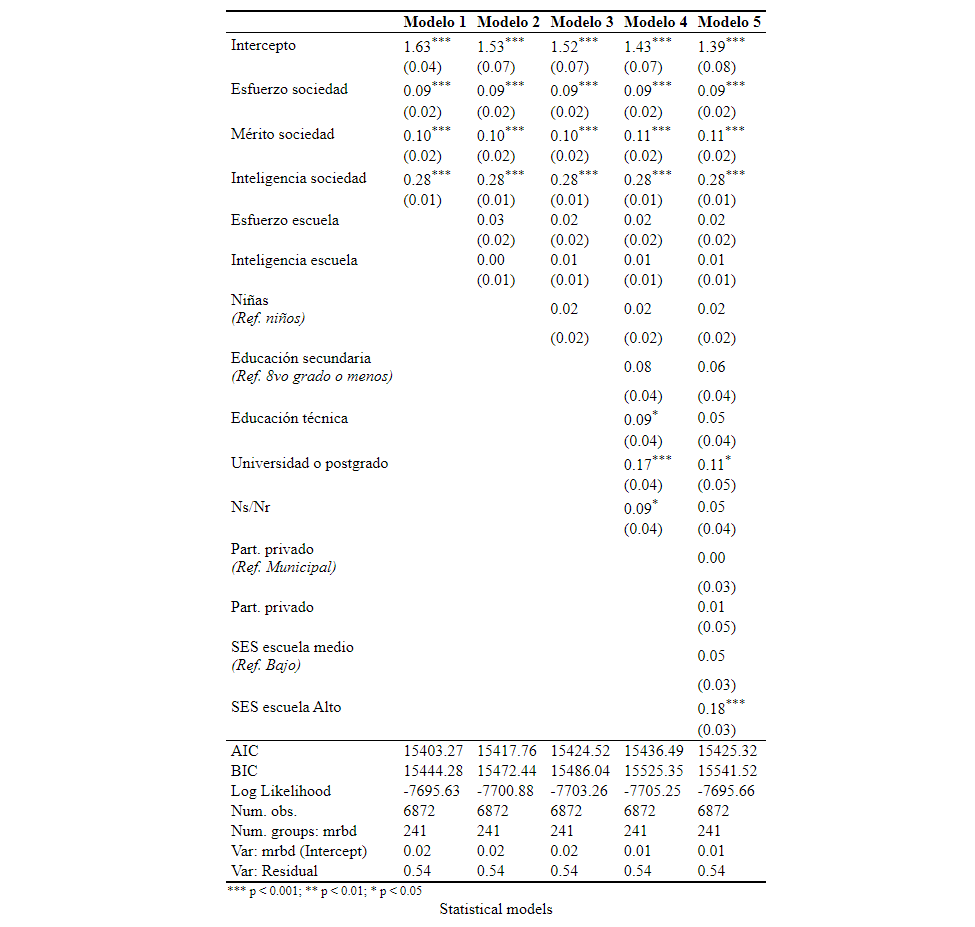 Modelo 1 Modelo 2 Modelo 3 Modelo 4 Modelo 5
Intercepto 1.63*** 1.53*** 1.52*** 1.43*** 1.39***
(0.04) (0.07) (0.07) (0.07) (0.08)
Esfuerzo sociedad 0.09*** 0.09*** 0.09*** 0.09*** 0.09***
(0.02) (0.02) (0.02) (0.02) (0.02)
Mérito sociedad 0.10*** 0.10*** 0.10*** 0.11*** 0.11***
(0.02) (0.02) (0.02) (0.02) (0.02)
Inteligencia sociedad 0.28*** 0.28*** 0.28*** 0.28*** 0.28***
(0.01) (0.01) (0.01) (0.01) (0.01)
Esfuerzo escuela 0.03 0.02 0.02 0.02
(0.02) (0.02) (0.02) (0.02)
Inteligencia escuela 0.00 0.01 0.01 0.01
(0.01) (0.01) (0.01) (0.01)
Niñas
(Ref. niños) 0.02 0.02 0.02
(0.02) (0.02) (0.02)
Educación secundaria
(Ref. 8vo grado o menos) 0.08 0.06
(0.04) (0.04)
Educación técnica 0.09* 0.05
(0.04) (0.04)
Universidad o postgrado 0.17*** 0.11*
(0.04) (0.05)
Ns/Nr 0.09* 0.05
(0.04) (0.04)
Part. privado
(Ref. Municipal) 0.00
(0.03)
Part. privado 0.01
(0.05)
SES escuela medio
(Ref. Bajo) 0.05
(0.03)
SES escuela Alto 0.18***
(0.03)
AIC 15403.27 15417.76 15424.52 15436.49 15425.32
BIC 15444.28 15472.44 15486.04 15525.35 15541.52
Log Likelihood -7695.63 -7700.88 -7703.26 -7705.25 -7695.66
Num. obs. 6872 6872 6872 6872 6872
Num. groups: mrbd 241 241 241 241 241
Var: mrbd (Intercept) 0.02 0.02 0.02 0.01 0.01
Var: Residual 0.54 0.54 0.54 0.54 0.54
*** p < 0.001; ** p < 0.01; * p < 0.05
Statistical models